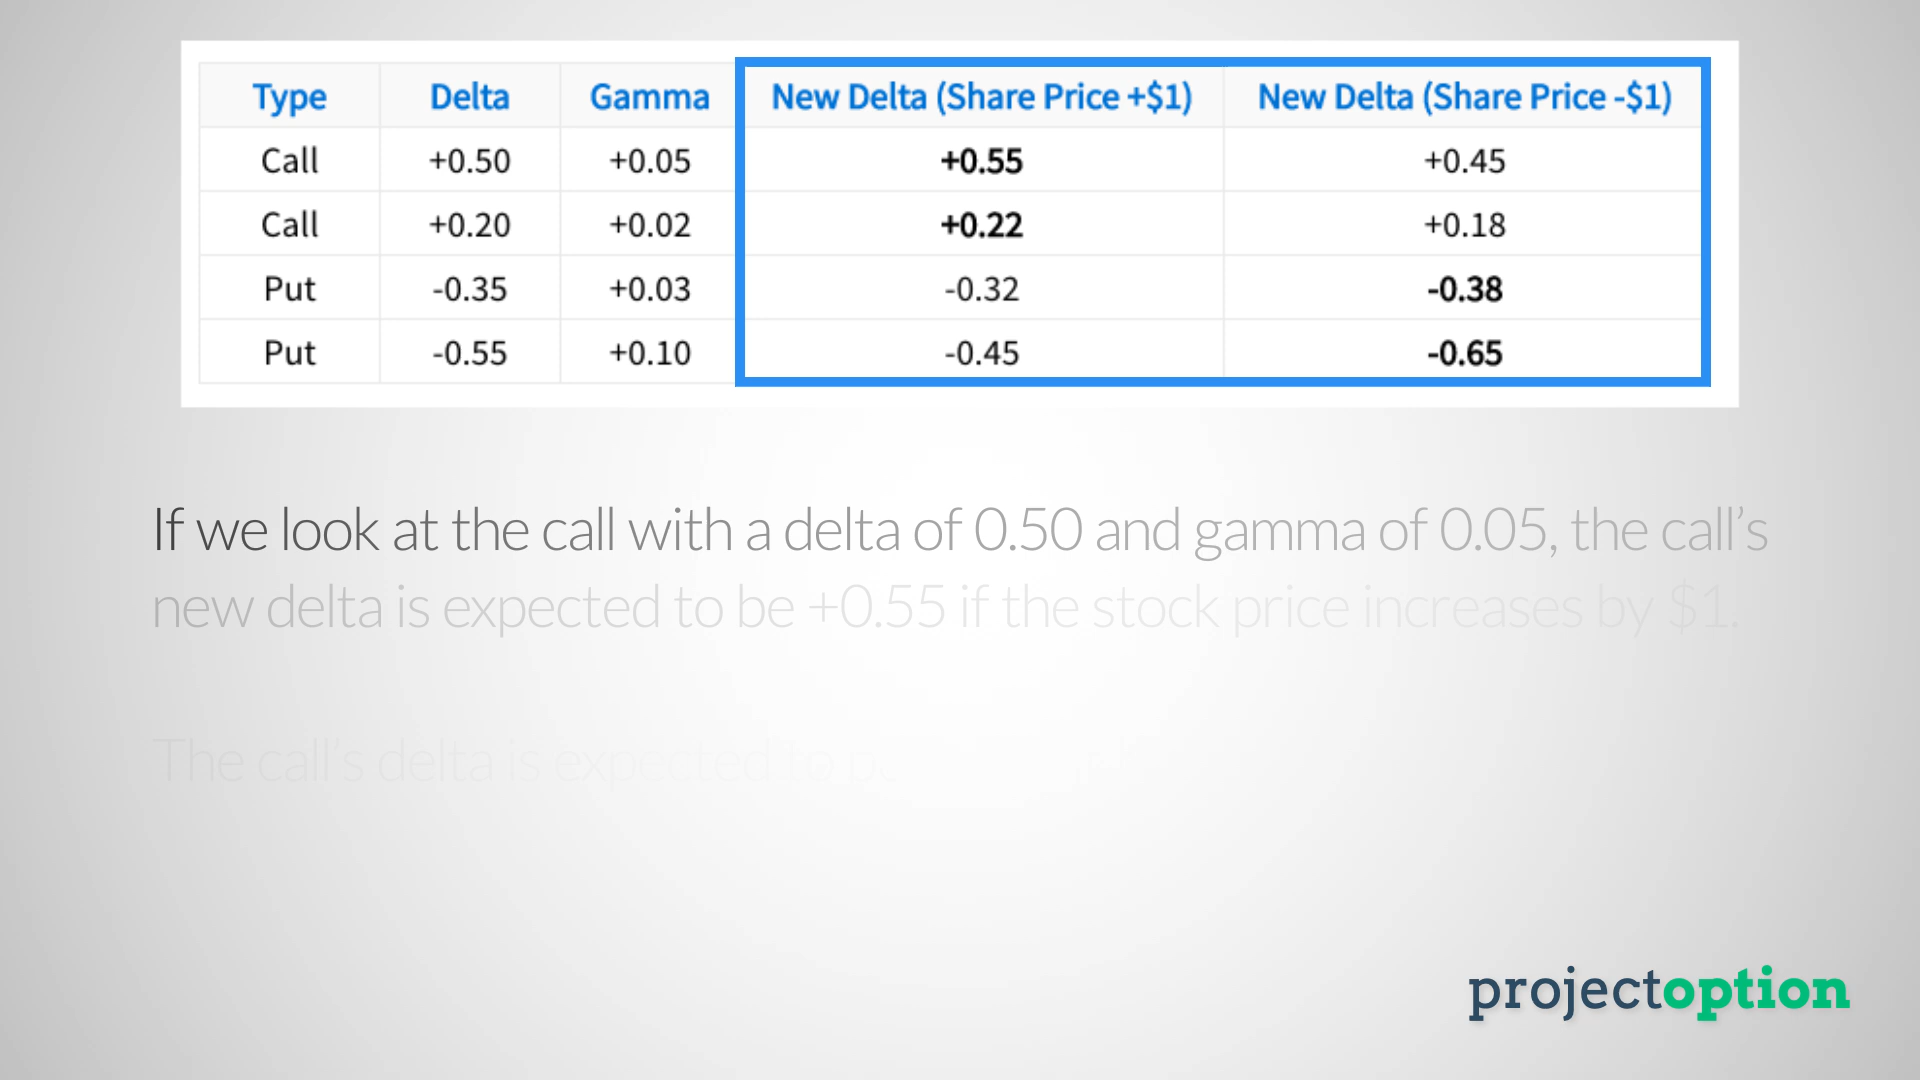 Type Delta Gamma New Delta (Share Price +$1) New Delta (Share Price -$1)
Call +0.50 +0.05 +0.55 +0.45
Call +0.20 +0.02 +0.22 +0.18
Put -0.35 +0.03 -0.32 -0.38
Put -0.55 +0.10 -0.45 -0.65
If we look at the call with a delta of 0.50 and gamma of 0.05, the call’s
new delta is expected to be +0.55 if the stock price increases by $1.
The call’s delta is expected to
projectoption